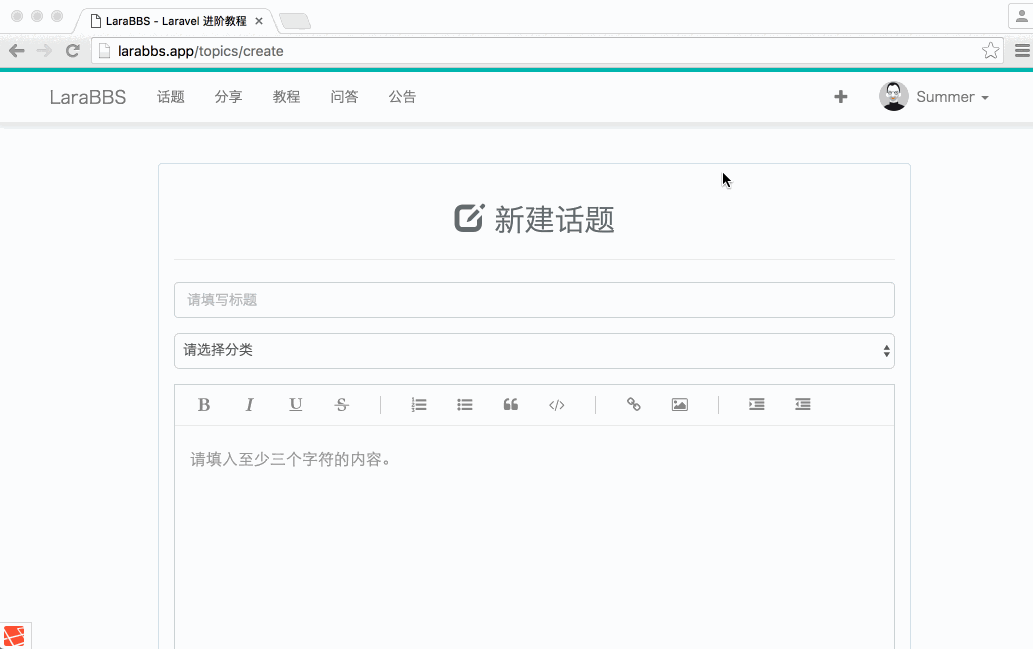 LaraBBS - Laravel 进阶教程
larabbs.app/topics/create
LaraBBS 话题 分享 教程 问答 公告 Summer
新建话题
请填写标题
请选择分类
B I U S
请填入至少三个字符的内容。